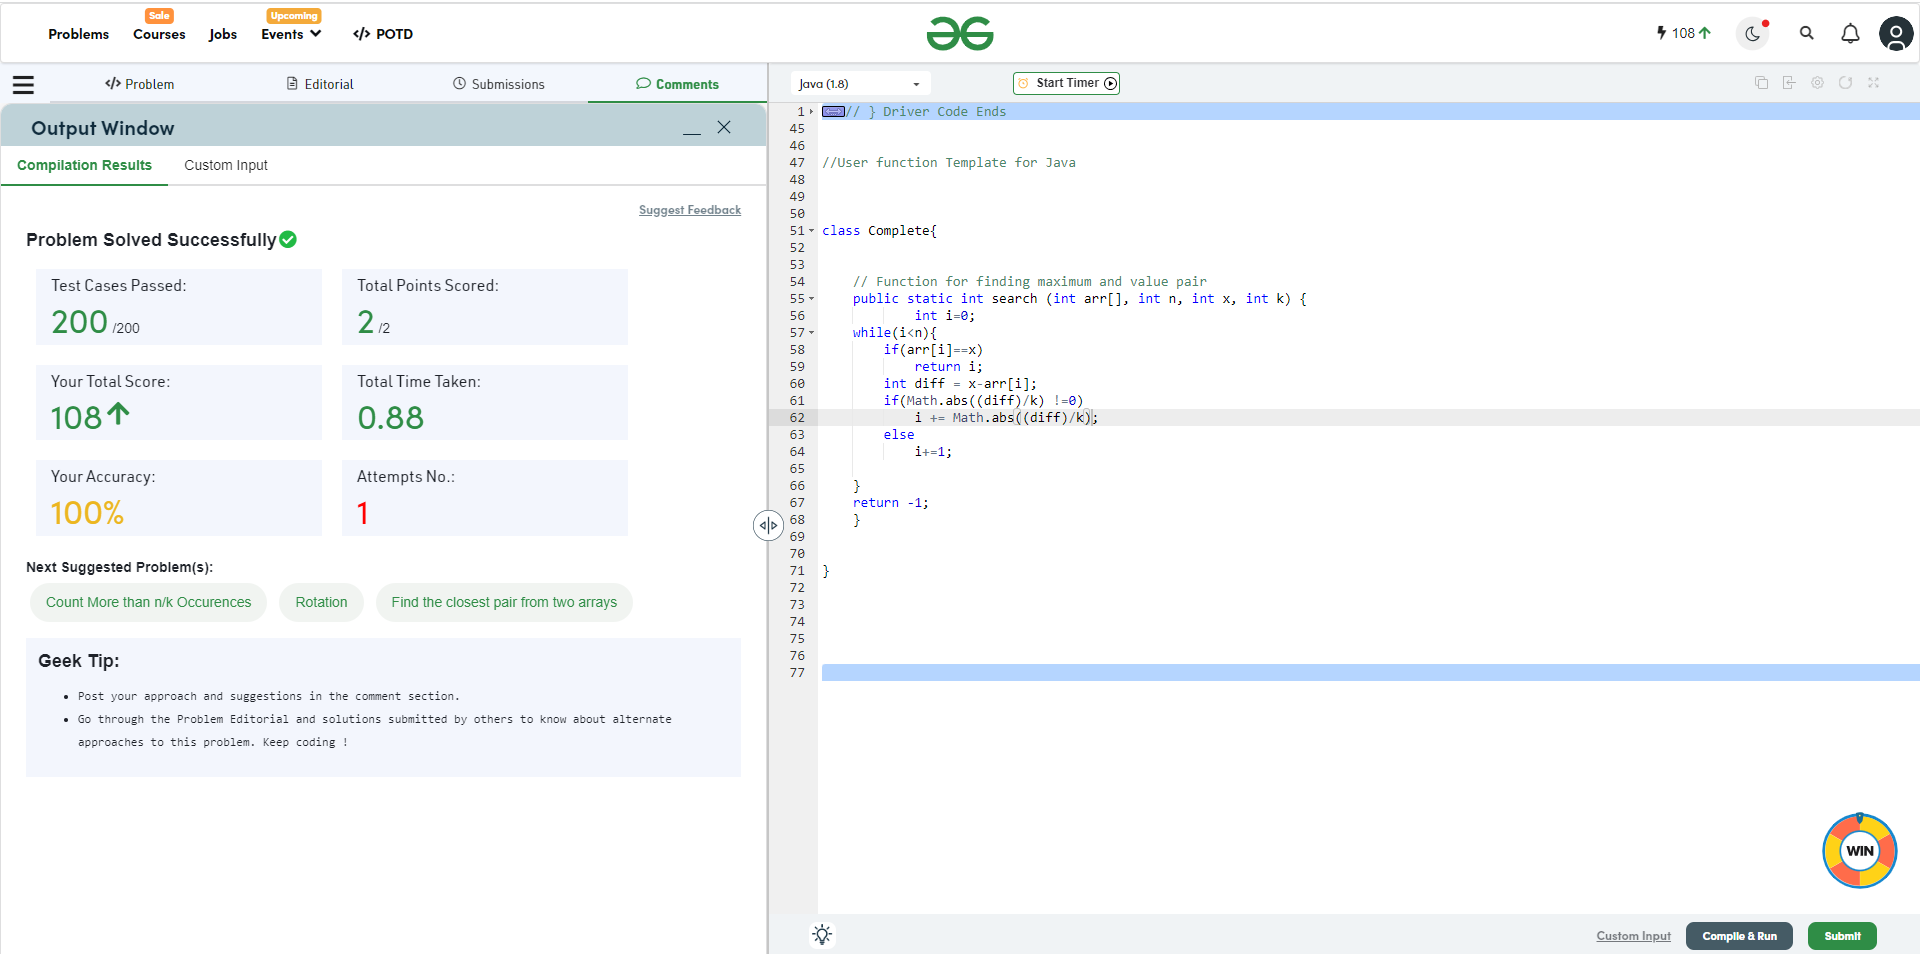 Sale
Upcoming
Problems Courses Jobs Events </> POTD
108
</> Problem Editorial Submissions Comments
Output Window
Compilation Results Custom Input
Suggest Feedback
Problem Solved Successfully
Test Cases Passed:
200 /200
Total Points Scored:
2 /2
Your Total Score:
108
Total Time Taken:
0.88
Your Accuracy:
100%
Attempts No.:
1
Next Suggested Problem(s):
Count More than n/k Occurences Rotation Find the closest pair from two arrays
Geek Tip:
• Post your approach and suggestions in the comment section.
• Go through the Problem Editorial and solutions submitted by others to know about alternate
approaches to this problem. Keep coding !
Java (1.8) Start Timer
1 // } Driver Code Ends
45
46
47 //User function Template for Java
48
49
50
51 class Complete{
52
53
54 // Function for finding maximum and value pair
55 public static int search (int arr[], int n, int x, int k) {
56 int i=0;
57 while(i<n){
58 if(arr[i]==x)
59 return i;
60 int diff = x-arr[i];
61 if(Math.abs((diff)/k) !=0)
62 i += Math.abs((diff)/k);
63 else
64 i+=1;
65
66 }
67 return -1;
68 }
69
70
71 }
72
73
74
75
76
77
WIN
Custom Input Compile & Run Submit